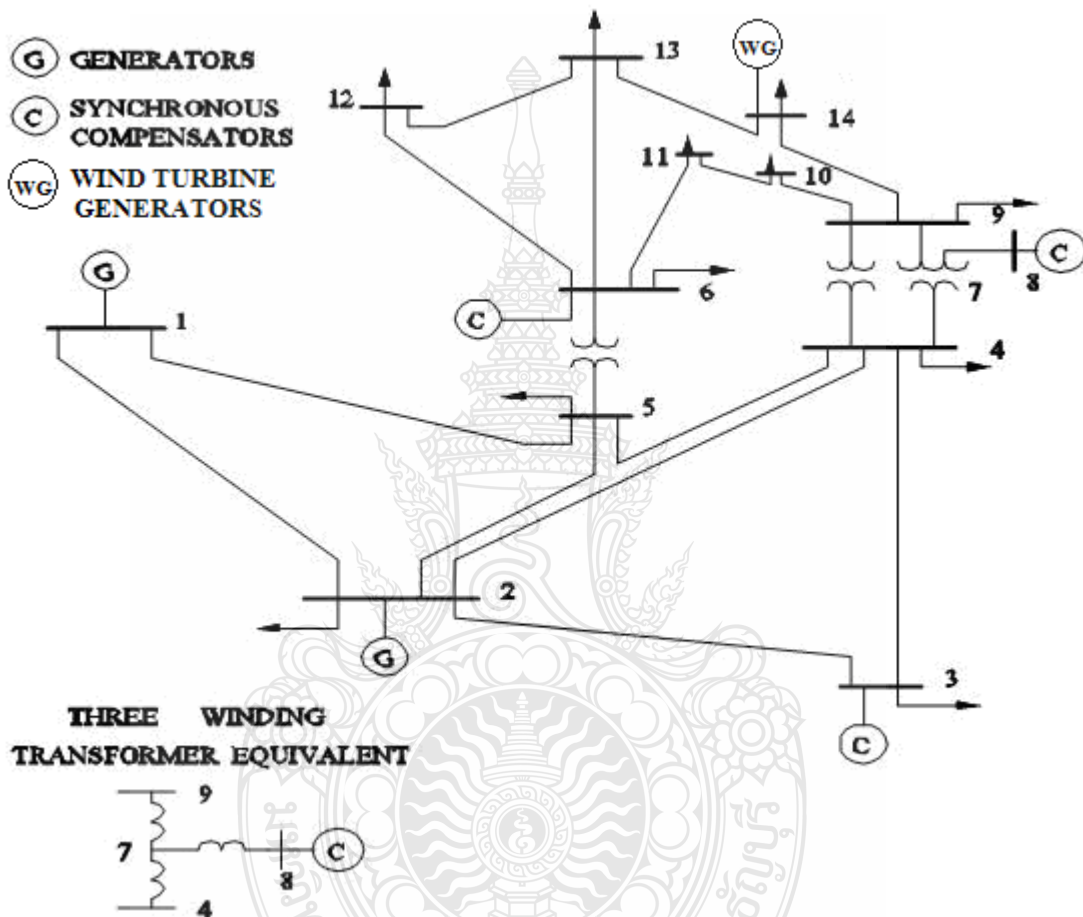 G GENERATORS
C SYNCHRONOUS COMPENSATORS
WG WIND TURBINE GENERATORS
13
WG
12
14
11
10
9
G
C
8
7
6
C
1
4
5
2
G
3
C
THREE WINDING
TRANSFORMER EQUIVALENT
9
7
8
C
4